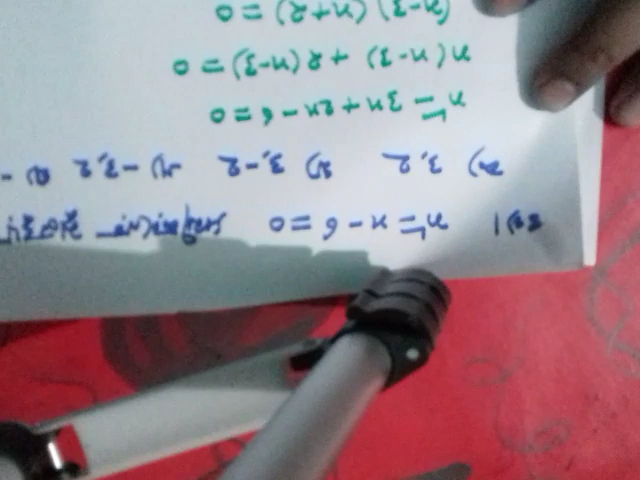 x² - x - 6 = 0 সমীকরণটির
ক) 3, 2 খ) 3, -2 গ) -3, 2 ঘ) -
x² - 3x + 2x - 6 = 0
x (x-3) + 2 (x-3) = 0
(x-3) (x+2) = 0